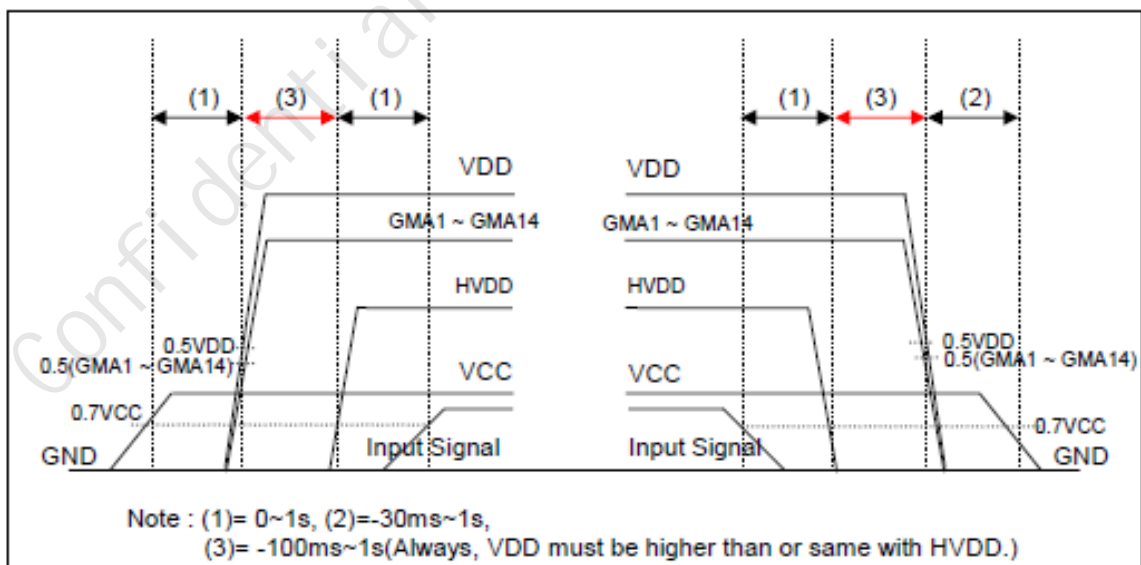 Confidential
(1) (3) (1) (1) (3) (2)
VDD VDD
GMA1 ~ GMA14 GMA1 ~ GMA14
HVDD HVDD
0.5VDD 0.5VDD
0.5(GMA1 ~ GMA14) 0.5(GMA1 ~ GMA14)
VCC VCC
0.7VCC 0.7VCC
GND Input Signal Input Signal GND
Note : (1)= 0~1s, (2)=-30ms~1s,
(3)= -100ms~1s(Always, VDD must be higher than or same with HVDD.)